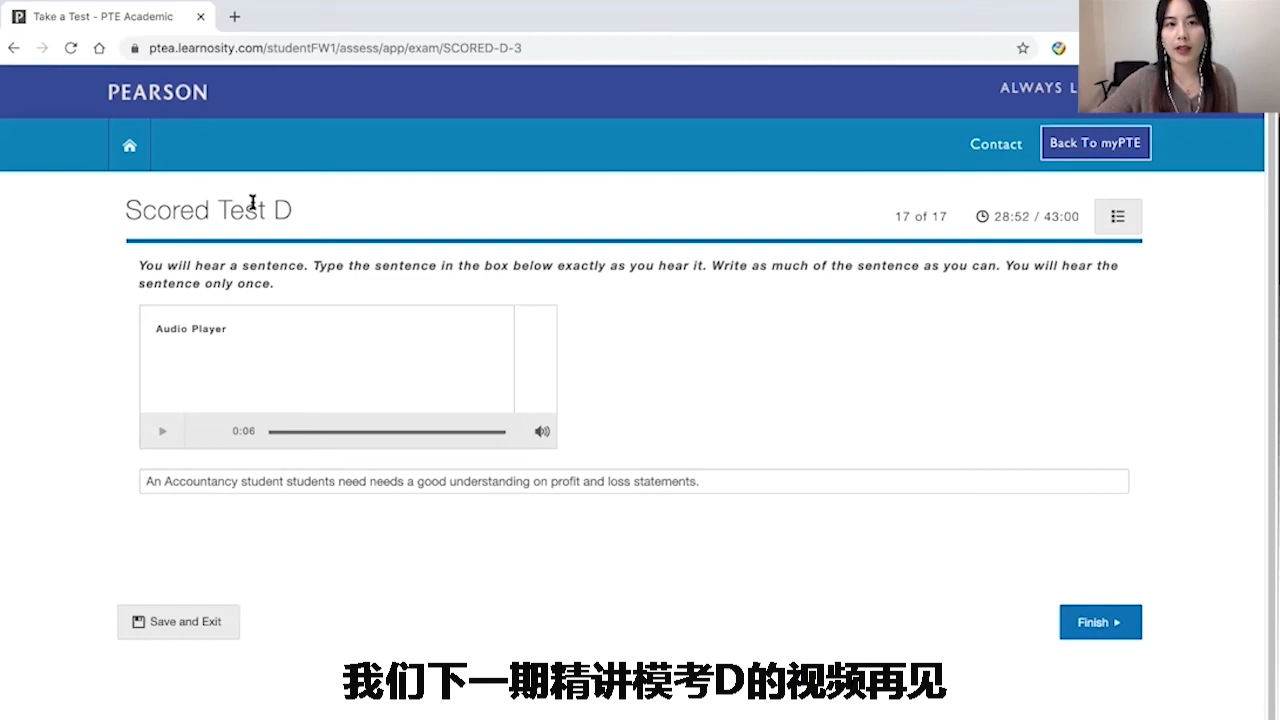 Take a Test - PTE Academic
ptea.learnosity.com/studentFW1/assess/app/exam/SCORED-D-3
PEARSON
ALWAYS L
Contact
Back To myPTE
Scored Test D
17 of 17
28:52 / 43:00
You will hear a sentence. Type the sentence in the box below exactly as you hear it. Write as much of the sentence as you can. You will hear the
sentence only once.
Audio Player
0:06
An Accountancy student students need needs a good understanding on profit and loss statements.
Save and Exit
Finish
我们下一期精讲模考D的视频再见